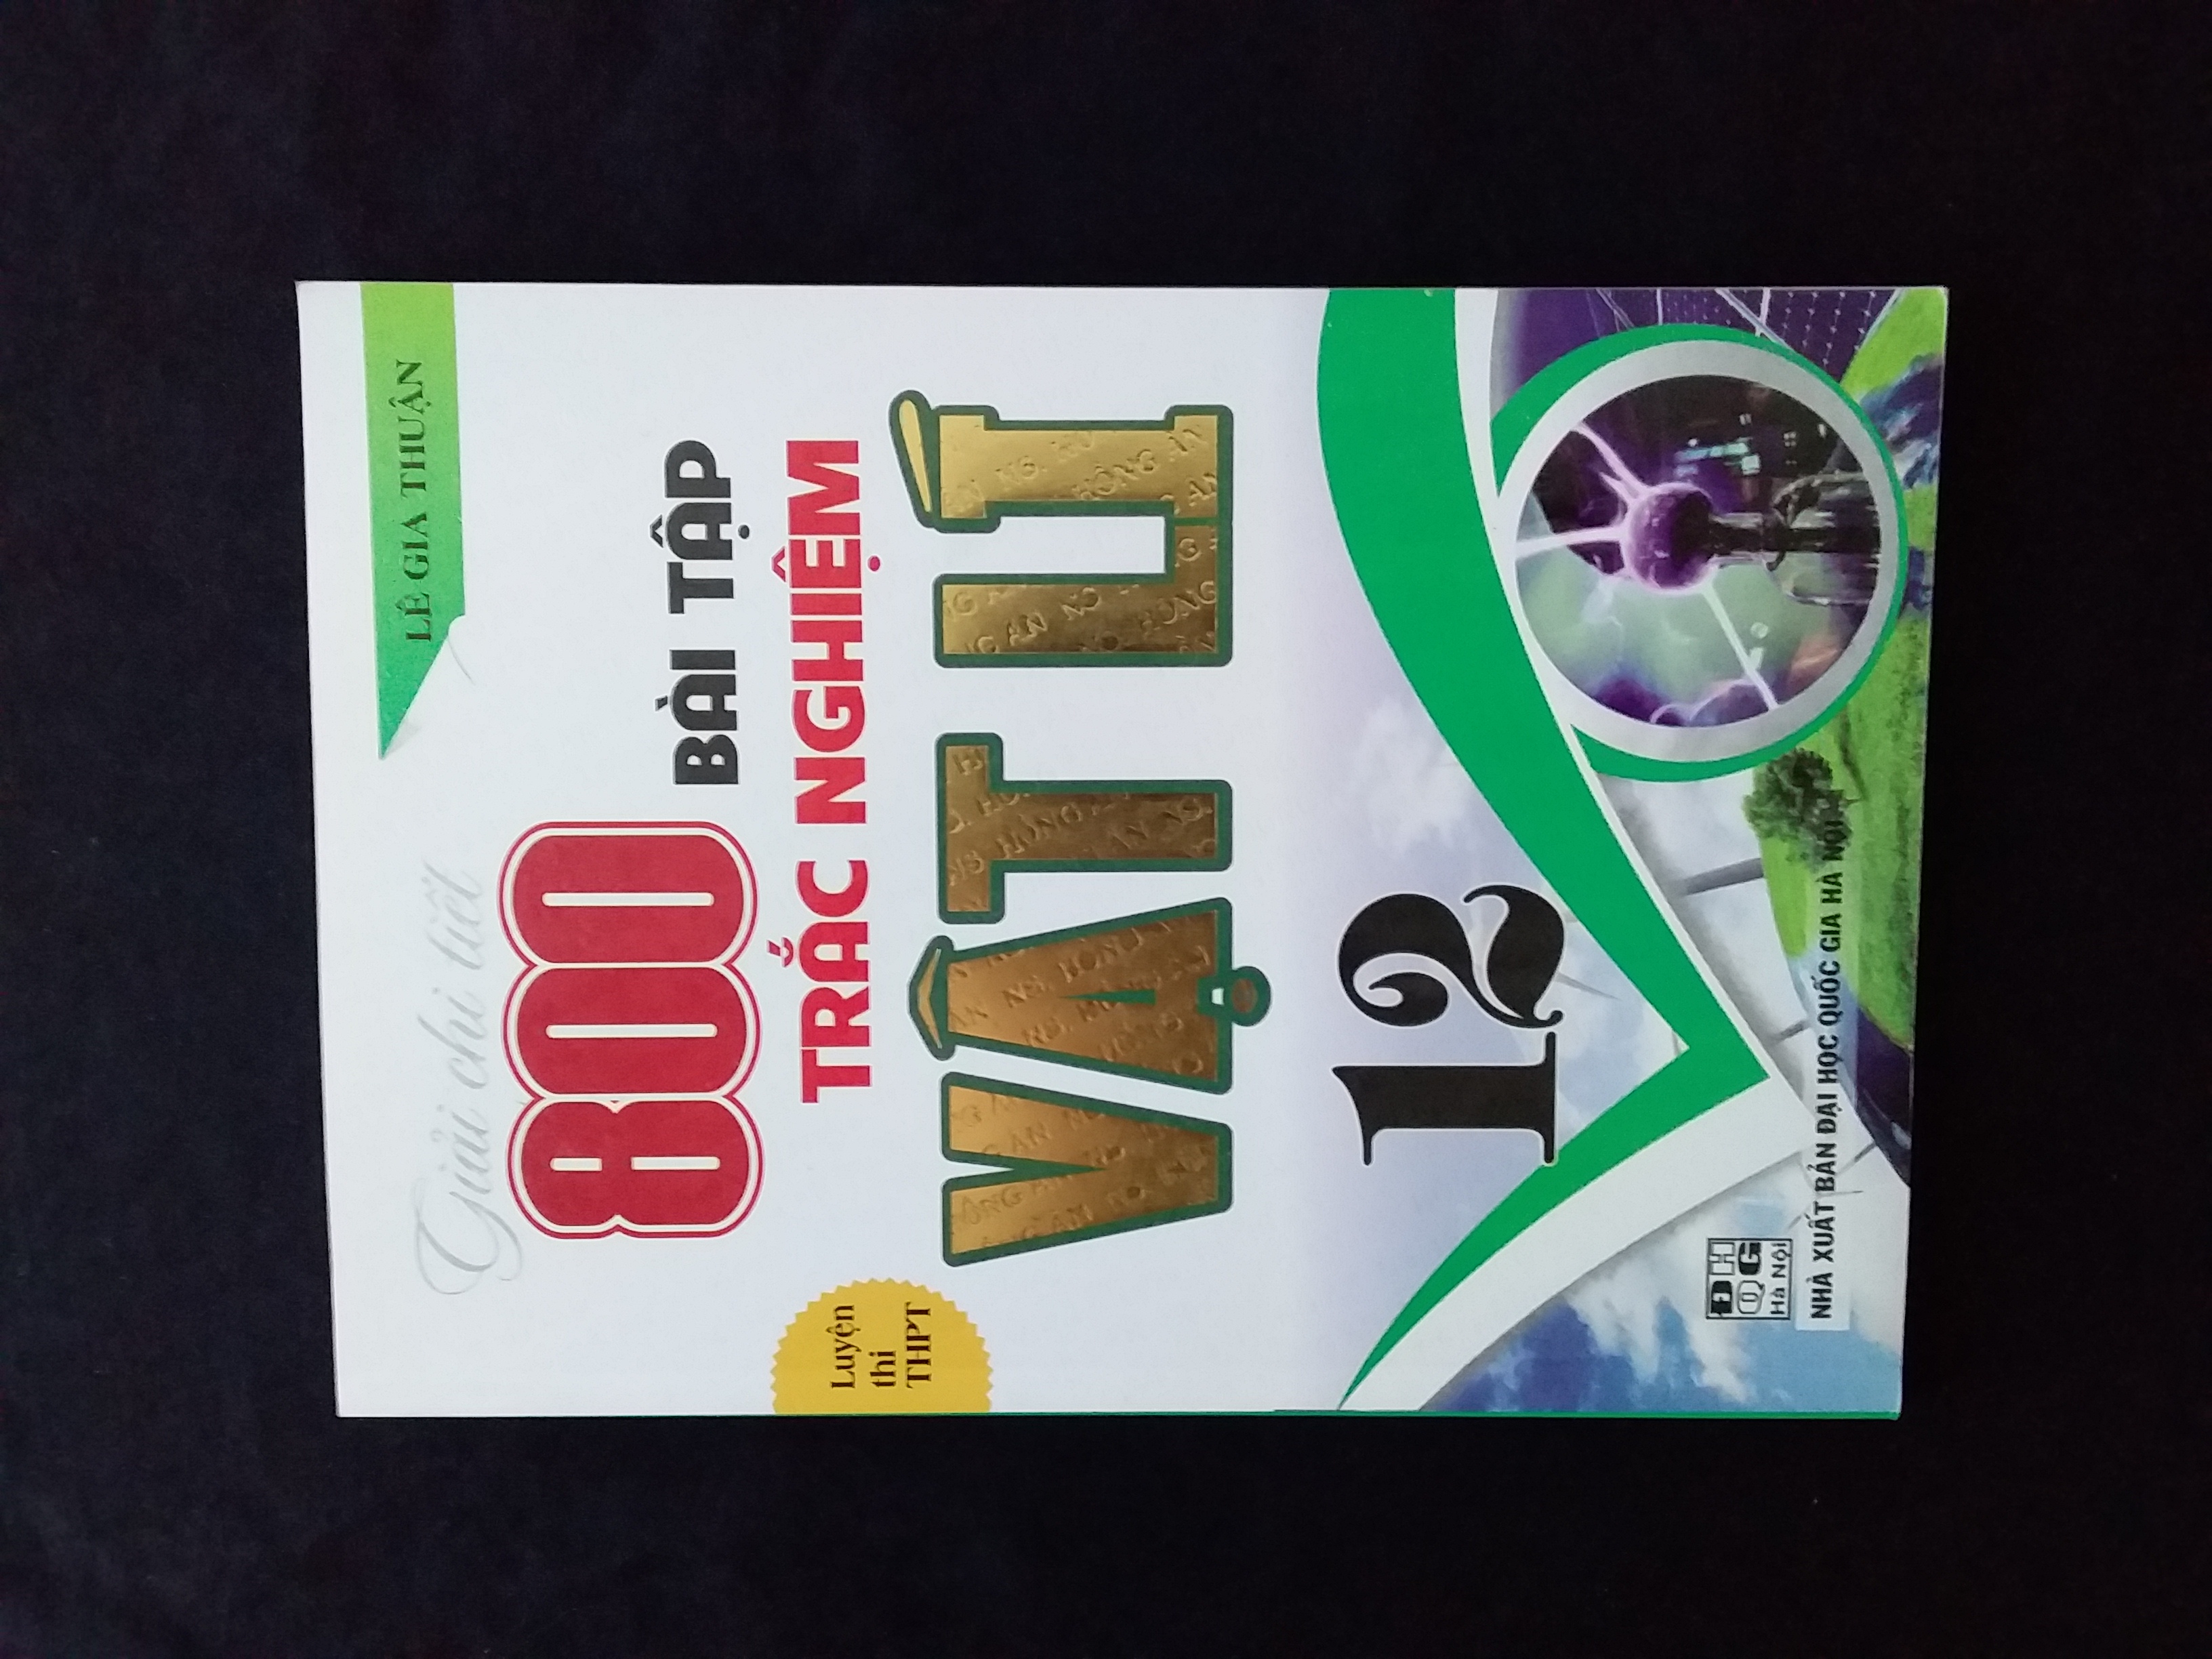 LÊ GIA THUẬN
Giải chi tiết
800 BÀI TẬP
TRẮC NGHIỆM
Luyện
thi
THPT
VẬT LÍ
12
ĐH
QG
Hà Nội
NHÀ XUẤT BẢN ĐẠI HỌC QUỐC GIA HÀ NỘI